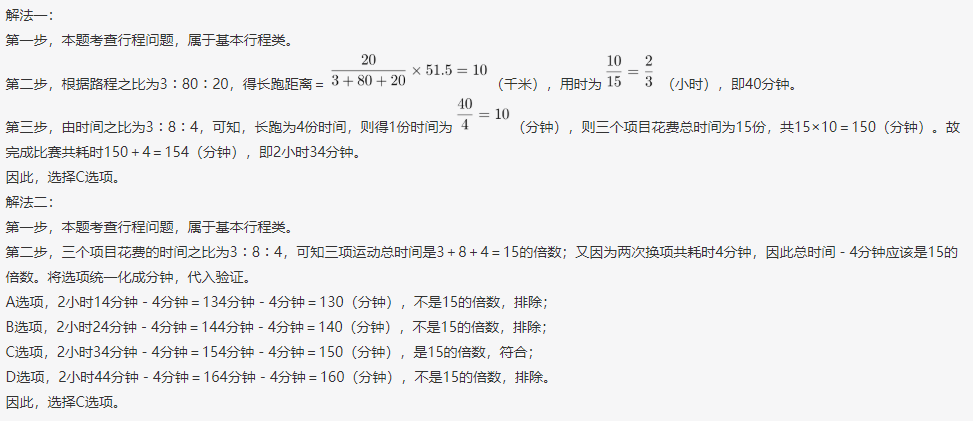 解法一：
第一步，本题考查行程问题，属于基本行程类。
第二步，根据路程之比为3∶80∶20，得长跑距离＝ \frac{20}{3+80+20}×51.5=10（千米），用时为 \frac{10}{15}=\frac{2}{3}（小时），即40分钟。
第三步，由时间之比为3∶8∶4，可知，长跑为4份时间，则得1份时间为 \frac{40}{4}=10（分钟），则三个项目花费总时间为15份，共15×10＝150（分钟）。故
完成比赛共耗时150＋4＝154（分钟），即2小时34分钟。
因此，选择C选项。
解法二：
第一步，本题考查行程问题，属于基本行程类。
第二步，三个项目花费的时间之比为3∶8∶4，可知三项运动总时间是3＋8＋4＝15的倍数；又因为两次换项共耗时4分钟，因此总时间－4分钟应该是15的
倍数。将选项统一化成分钟，代入验证。
A选项，2小时14分钟－4分钟＝134分钟－4分钟＝130（分钟），不是15的倍数，排除；
B选项，2小时24分钟－4分钟＝144分钟－4分钟＝140（分钟），不是15的倍数，排除；
C选项，2小时34分钟－4分钟＝154分钟－4分钟＝150（分钟），是15的倍数，符合；
D选项，2小时44分钟－4分钟＝164分钟－4分钟＝160（分钟），不是15的倍数，排除。
因此，选择C选项。